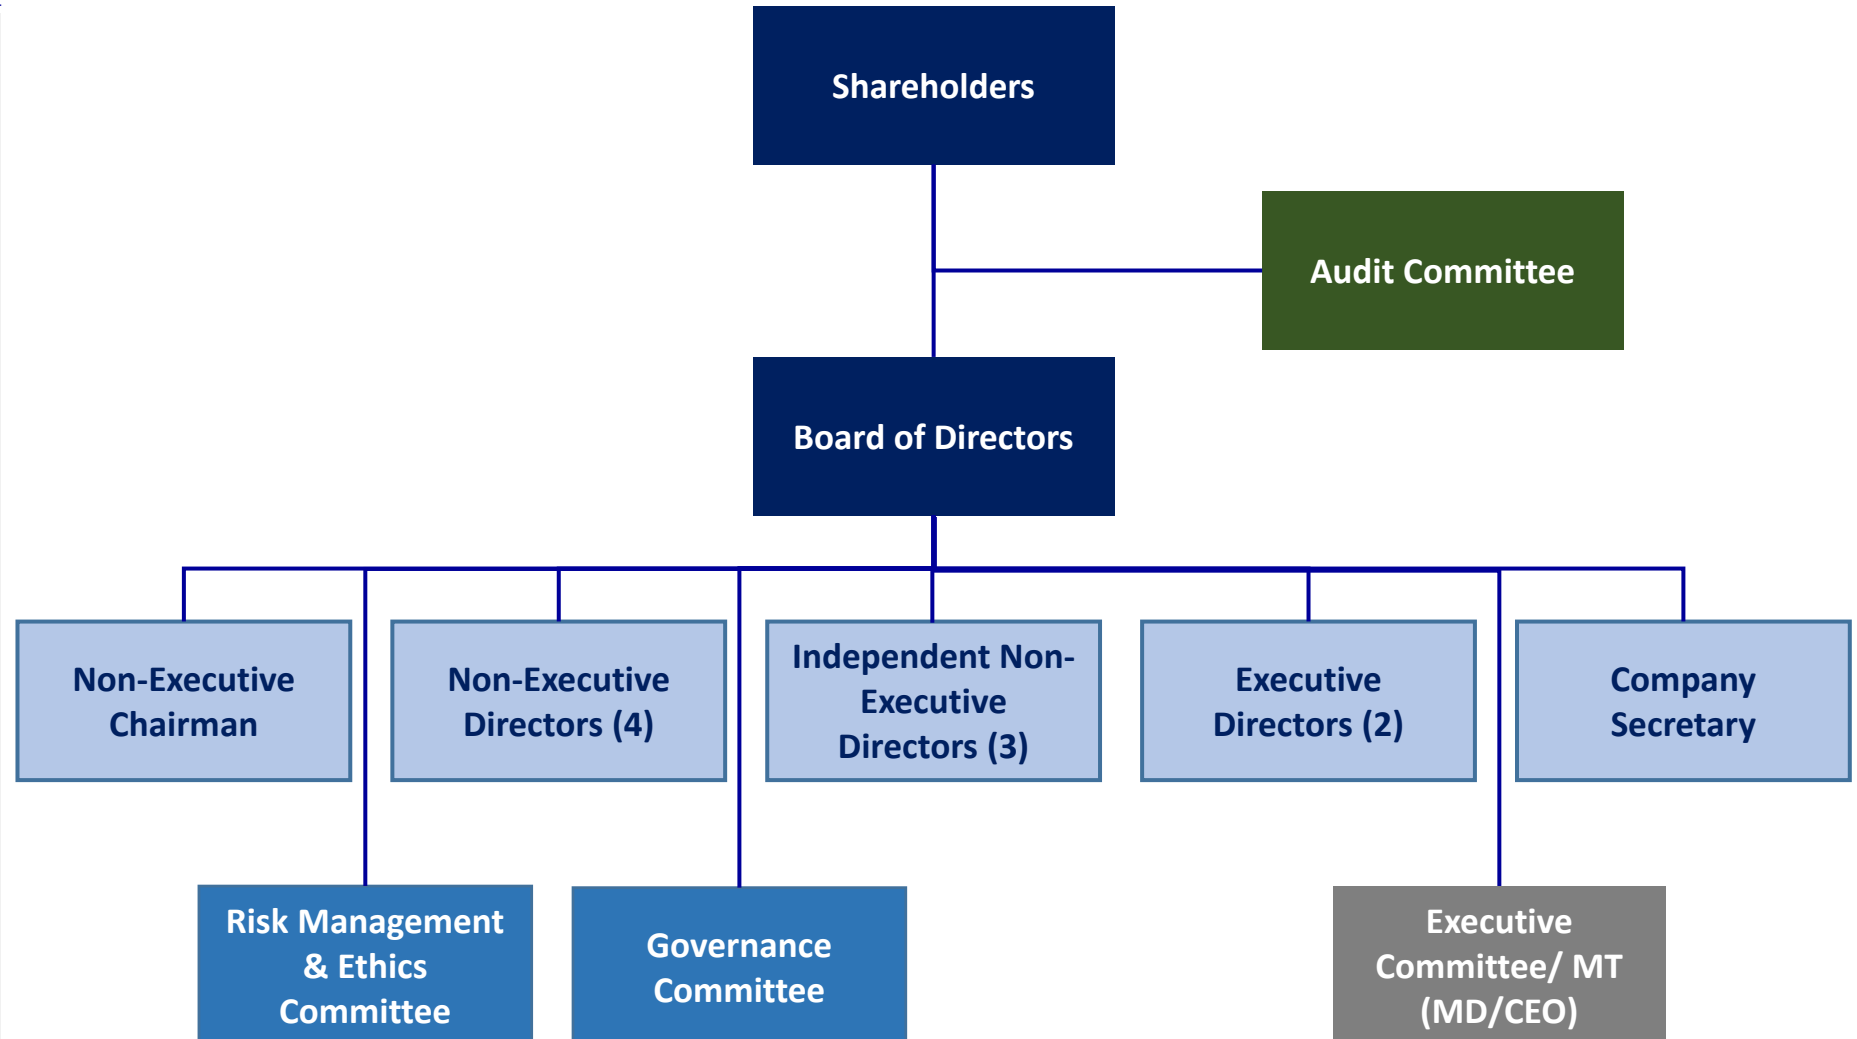 Shareholders
Audit Committee
Board of Directors
Non-Executive
Chairman
Non-Executive
Directors (4)
Independent Non-
Executive
Directors (3)
Executive
Directors (2)
Company
Secretary
Risk Management
& Ethics
Committee
Governance
Committee
Executive
Committee/ MT
(MD/CEO)